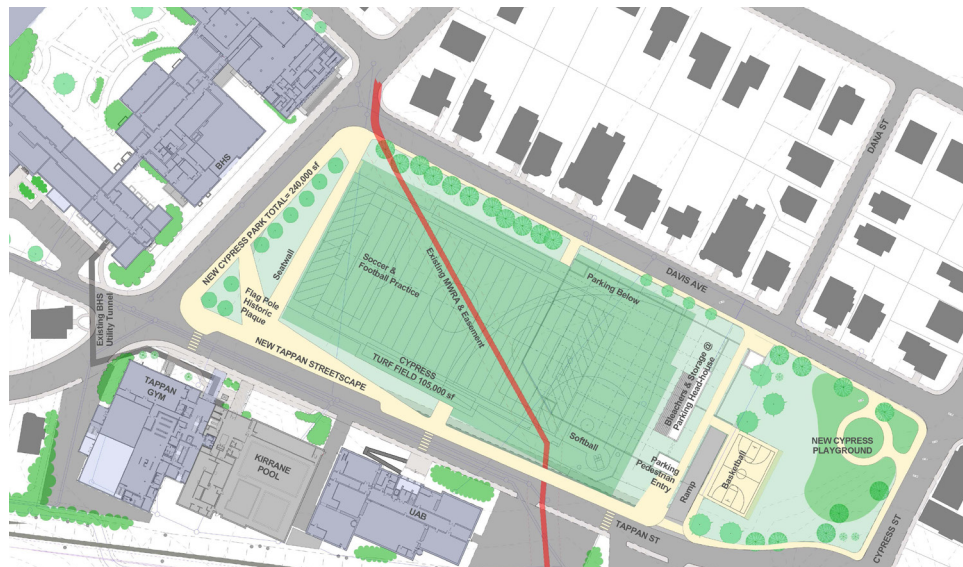 BHS
DANA ST
NEW CYPRESS PARK TOTAL= 240,000 sf
Seatwall
Soccer &
Football Practice
Existing MWRA & Easement
Parking Below
DAVIS AVE
Flag Pole
Historic
Plaque
Existing BHS
Utility Tunnel
NEW TAPPAN STREETSCAPE
CYPRESS
TURF FIELD 105,000 sf
Bleachers & Storage @
Parking Head-house
TAPPAN
GYM
KIRRANE
POOL
UAB
Softball
Parking
Pedestrian
Entry
Ramp
Basketball
NEW CYPRESS
PLAYGROUND
TAPPAN ST
CYPRESS ST